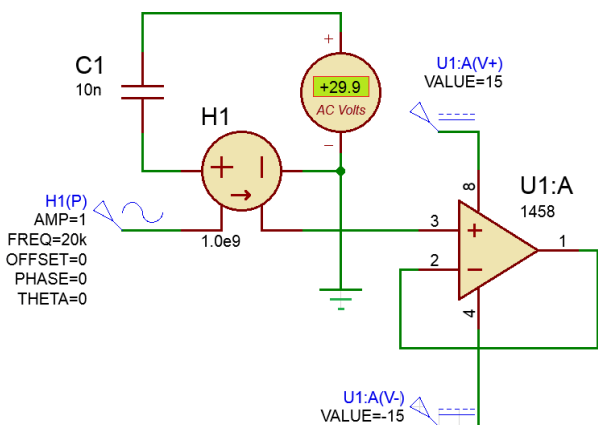 C1
10n
+
+29.9
AC Volts
−
H1
+
1.0e9
H1(P)
AMP=1
FREQ=20k
OFFSET=0
PHASE=0
THETA=0
U1:A(V+)
VALUE=15
U1:A
1458
8
3
+
2
−
1
4
U1:A(V-)
VALUE=-15